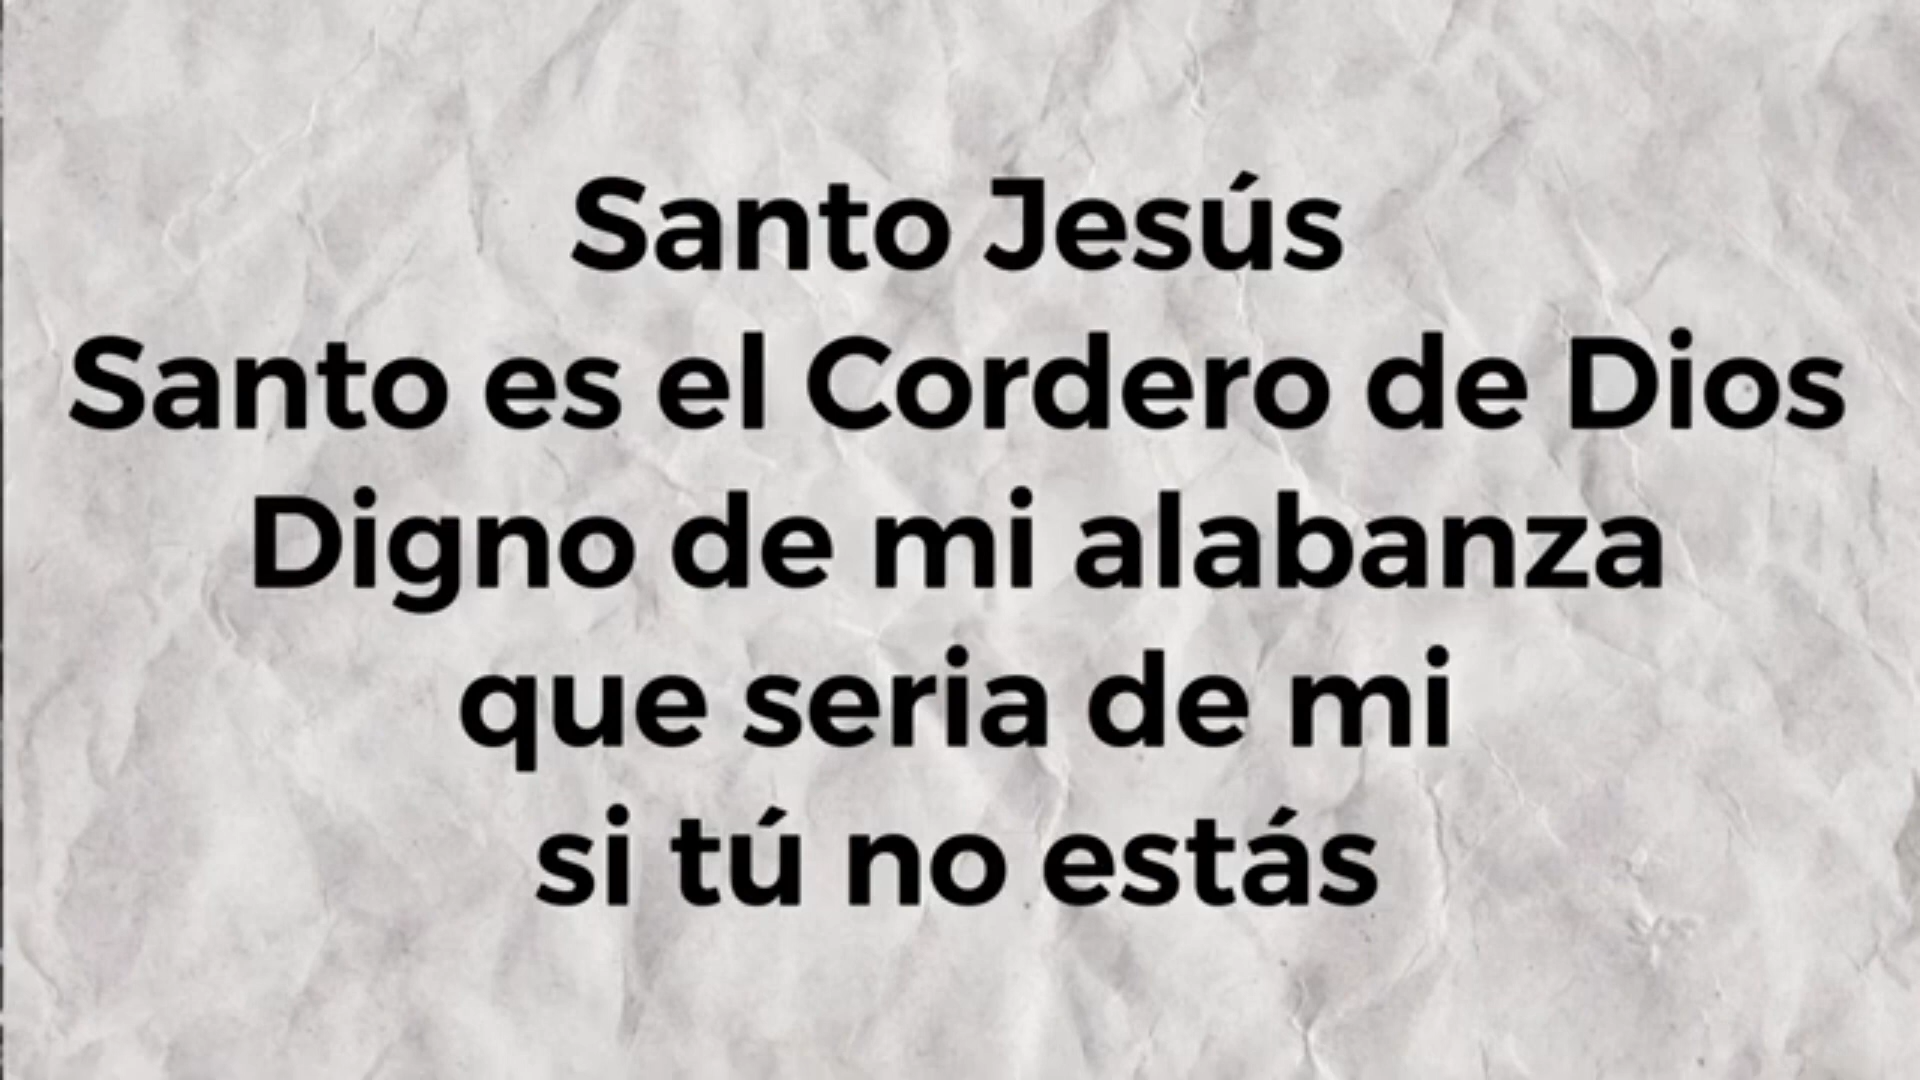 Santo Jesús
Santo es el Cordero de Dios
Digno de mi alabanza
que seria de mi
si tú no estás